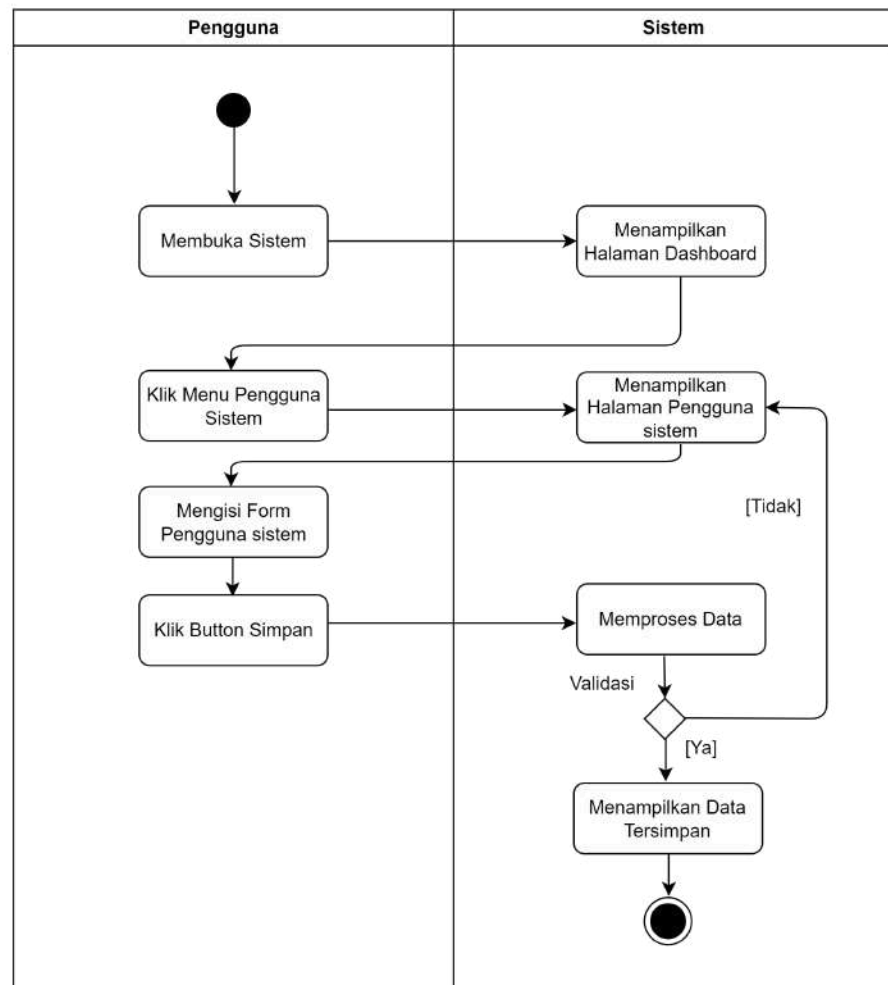 Pengguna
Sistem
Membuka Sistem
Menampilkan
Halaman Dashboard
Klik Menu Pengguna
Sistem
Menampilkan
Halaman Pengguna
sistem
Mengisi Form
Pengguna sistem
[Tidak]
Klik Button Simpan
Memproses Data
Validasi
[Ya]
Menampilkan Data
Tersimpan